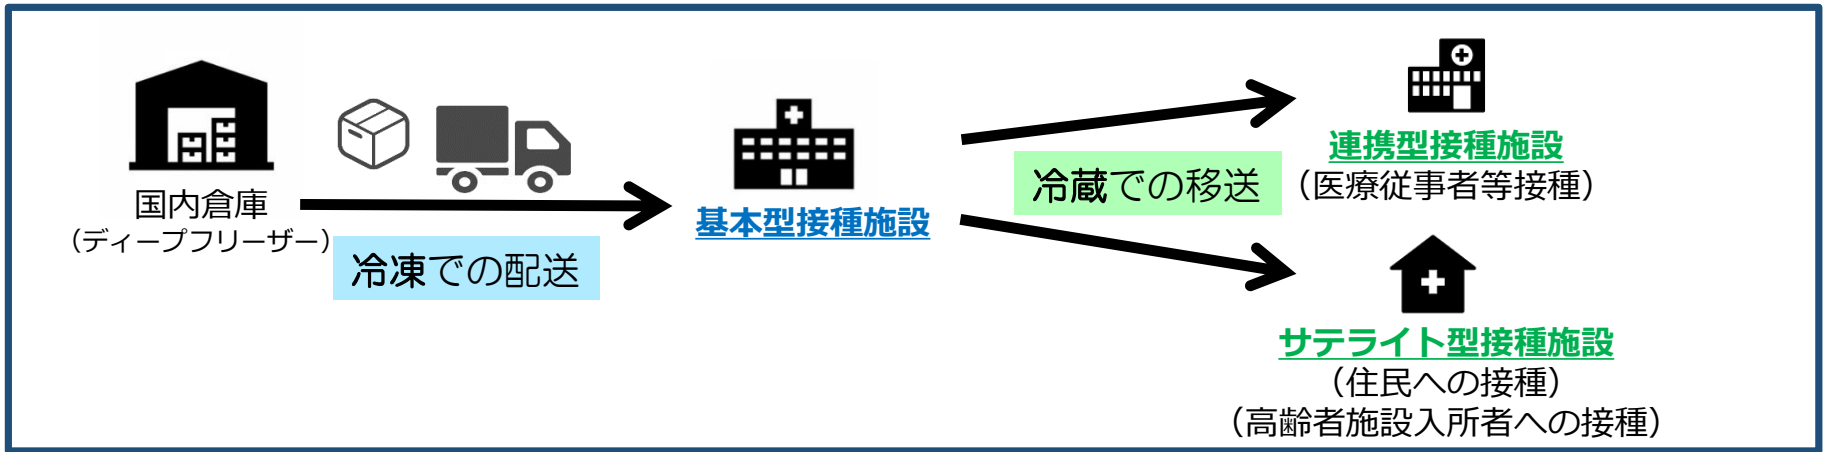 国内倉庫
（ディープフリーザー）
冷凍での配送
基本型接種施設
冷蔵での移送
連携型接種施設
（医療従事者等接種）
サテライト型接種施設
（住民への接種）
（高齢者施設入所者への接種）